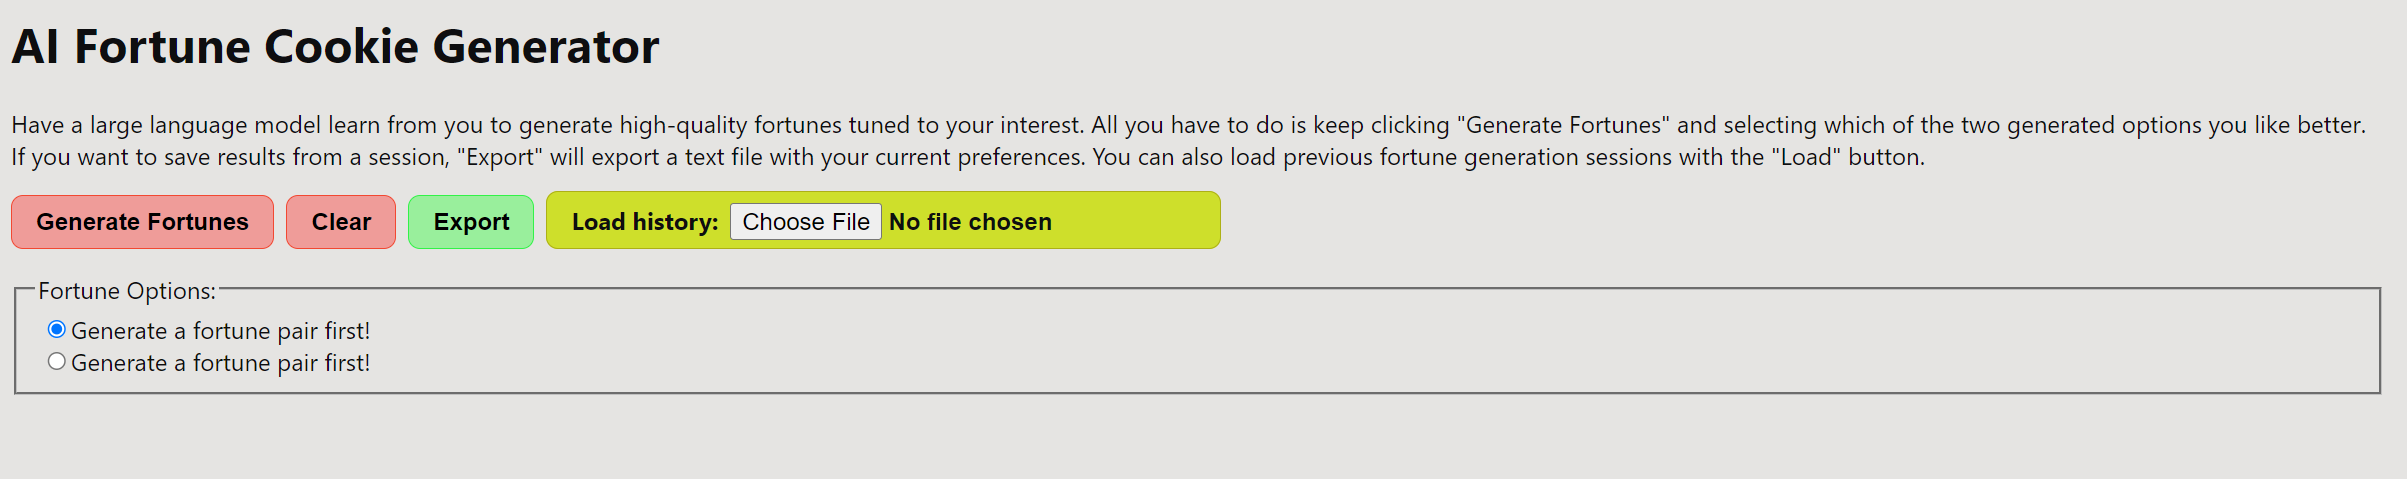 AI Fortune Cookie Generator
Have a large language model learn from you to generate high-quality fortunes tuned to your interest. All you have to do is keep clicking "Generate Fortunes" and selecting which of the two generated options you like better.
If you want to save results from a session, "Export" will export a text file with your current preferences. You can also load previous fortune generation sessions with the "Load" button.
Generate Fortunes Clear Export Load history: Choose File No file chosen
Fortune Options:
Generate a fortune pair first!
Generate a fortune pair first!